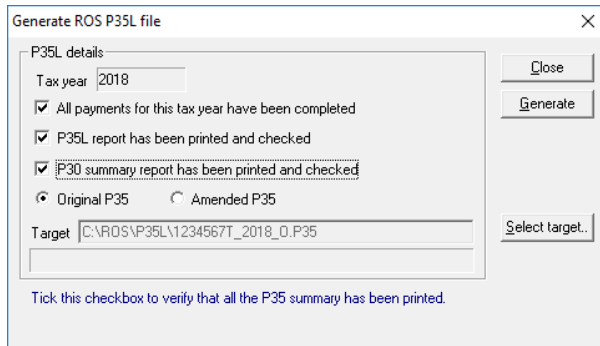 Generate ROS P35L file
P35L details
Tax year 2018
Close
All payments for this tax year have been completed
Generate
P35L report has been printed and checked
P30 summary report has been printed and checked
Original P35 Amended P35
Target C:\ROS\P35L\1234567T_2018_O.P35
Select target..
Tick this checkbox to verify that all the P35 summary has been printed.